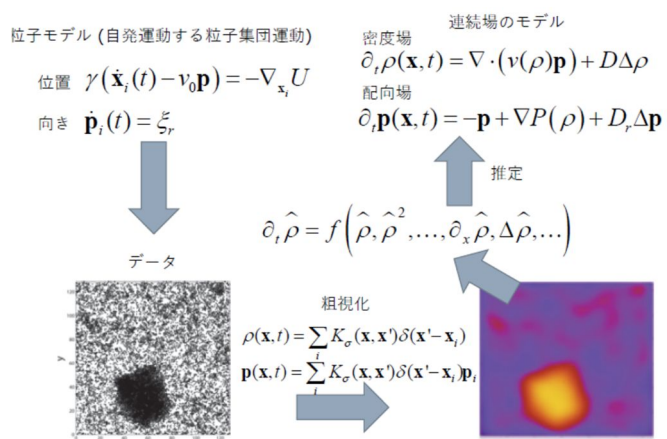 粒子モデル (自発運動する粒子集団運動)
位置 γ(ẋᵢ(t) − v₀p) = −∇ₓᵢU
向き ṗᵢ(t) = ξᵣ
連続場のモデル
密度場
∂ₜρ(x,t) = ∇·(v(ρ)p) + DΔρ
配向場
∂ₜp(x,t) = −p + ∇P(ρ) + DᵣΔp
推定
∂ₜρ̂ = f(ρ̂, ρ̂², …, ∂ₓρ̂, Δρ̂, …)
データ
粗視化
ρ(x,t) = ∑ᵢ K_σ(x,x')δ(x'−xᵢ)
p(x,t) = ∑ᵢ K_σ(x,x')δ(x'−xᵢ)pᵢ
y